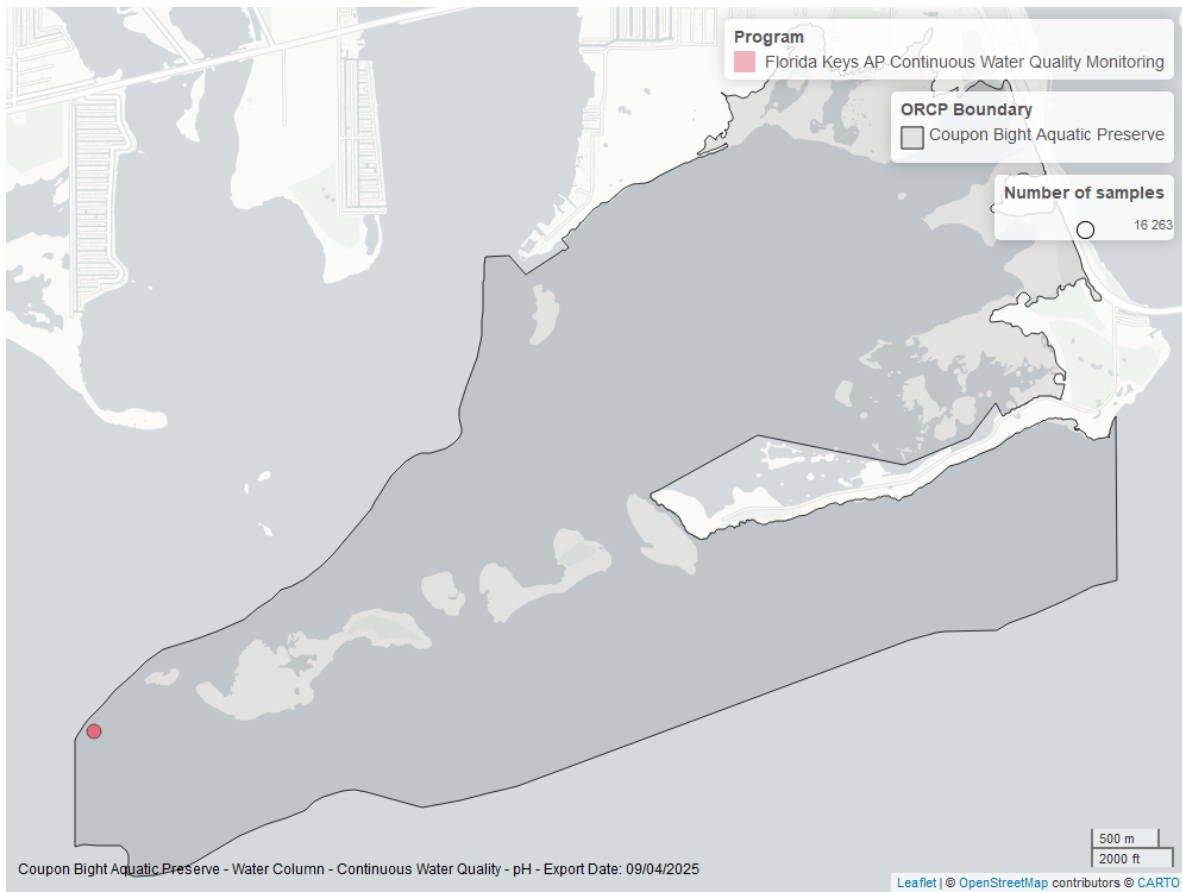 Program
Florida Keys AP Continuous Water Quality Monitoring
ORCP Boundary
Coupon Bight Aquatic Preserve
Number of samples
16 263
500 m
2000 ft
Coupon Bight Aquatic Preserve - Water Column - Continuous Water Quality - pH - Export Date: 09/04/2025
Leaflet | © OpenStreetMap contributors © CARTO